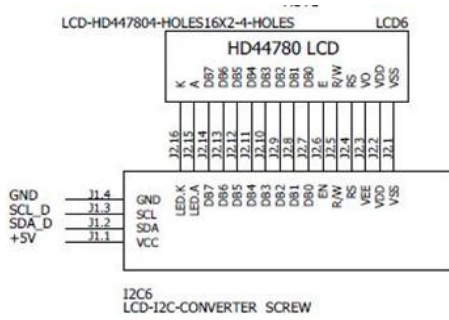 LCD-HD447804-HOLES16X2-4-HOLES LCD6
HD44780 LCD
K A DB7 DB6 DB5 DB4 DB3 DB2 DB1 DB0 E R/W RS VO VDD VSS
J2.16 J2.15 J2.14 J2.13 J2.12 J2.11 J2.10 J2.9 J2.8 J2.7 J2.6 J2.5 J2.4 J2.3 J2.2 J2.1
LED_K LED_A DB7 DB6 DB5 DB4 DB3 DB2 DB1 DB0 EN R/W RS VEE VDD VSS
GND J1.4 GND
SCL_D J1.3 SCL
SDA_D J1.2 SDA
+5V J1.1 VCC
I2C6
LCD-I2C-CONVERTER SCREW